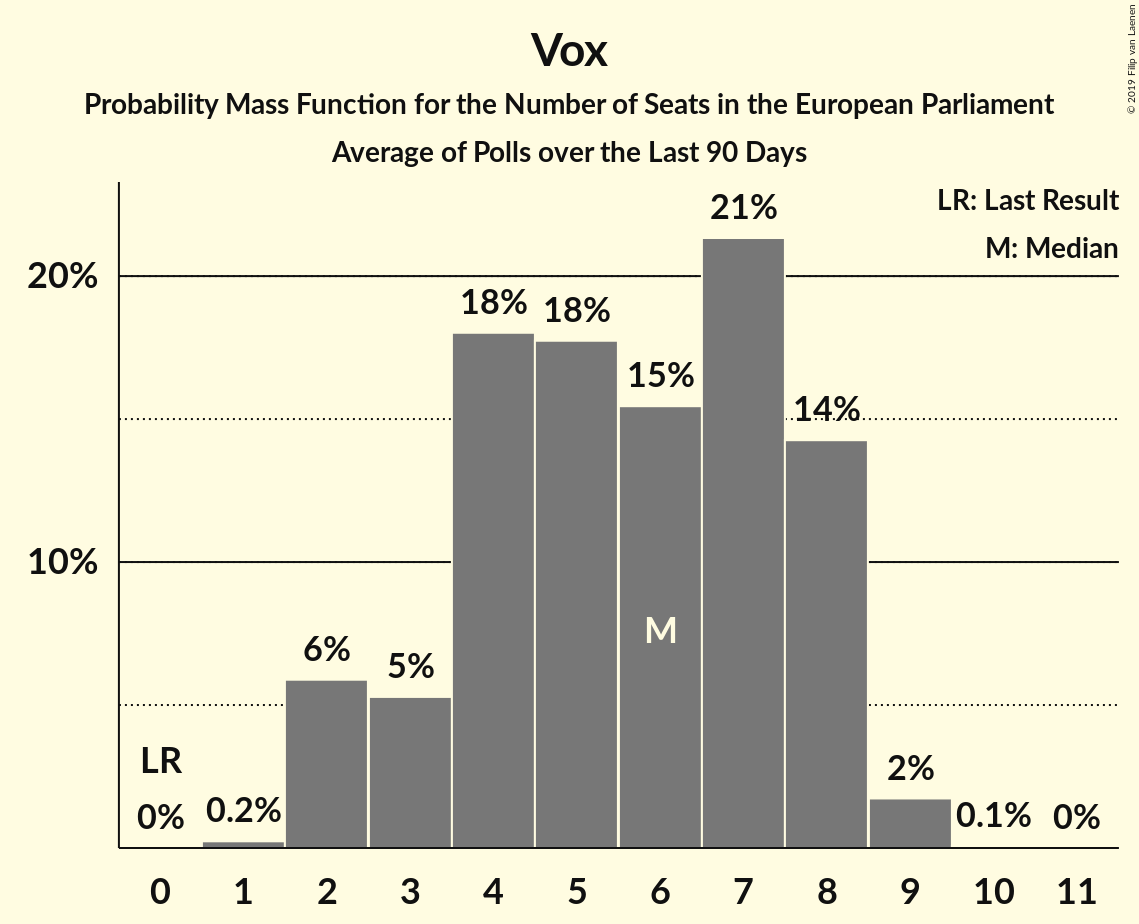 © 2019 Filip van Laenen
Vox
Probability Mass Function for the Number of Seats in the European Parliament
Average of Polls over the Last 90 Days
LR: Last Result
M: Median
20%
10%
LR
0%
0.2%
6%
5%
18%
18%
15%
21%
14%
2%
0.1%
0%
M
0 1 2 3 4 5 6 7 8 9 10 11